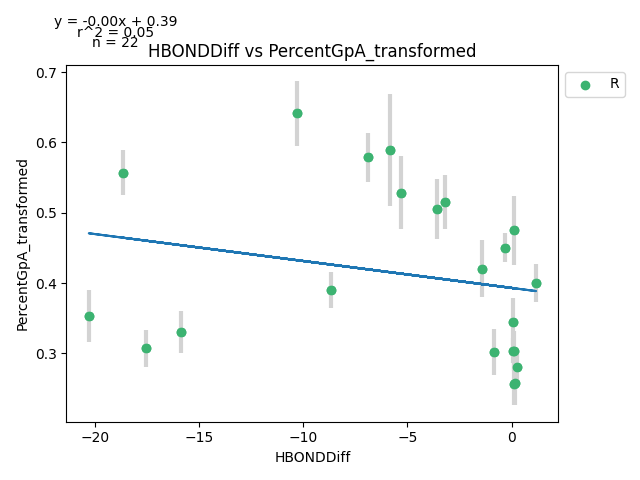 y = -0.00x + 0.39
r^2 = 0.05
n = 22
HBONDDiff vs PercentGpA_transformed
R
PercentGpA_transformed
0.7
0.6
0.5
0.4
0.3
−20
−15
−10
−5
0
HBONDDiff